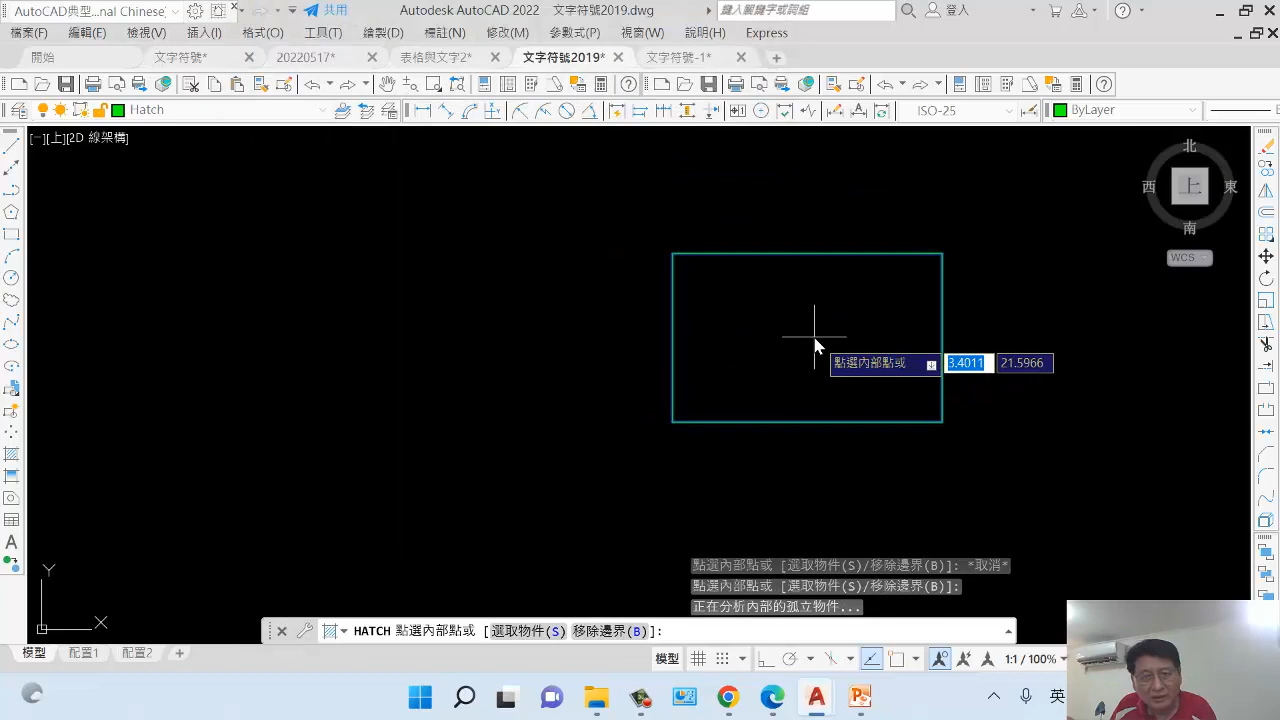 AutoCAD典型...nal Chinese)
共用
Autodesk AutoCAD 2022 文字符號2019.dwg
鍵入關鍵字或詞組
登入
檔案(F) 編輯(E) 檢視(V) 插入(I) 格式(O) 工具(T) 繪製(D) 標註(N) 修改(M) 參數式(P) 視窗(W) 說明(H) Express
開始 文字符號* 20220517* 表格與文字2* 文字符號2019* 文字符號-1*
Hatch
ISO-25
ByLayer
[−][上][2D 線架構]
北
西 上 東
南
WCS
點選內部點或 3.4011 21.5966
Y
X
點選內部點或 [選取物件(S)/移除邊界(B)]: *取消*
點選內部點或 [選取物件(S)/移除邊界(B)]:
正在分析內部的孤立物件...
HATCH 點選內部點或 [選取物件(S) 移除邊界(B)]:
模型 配置1 配置2
模型
1:1 / 100%
英